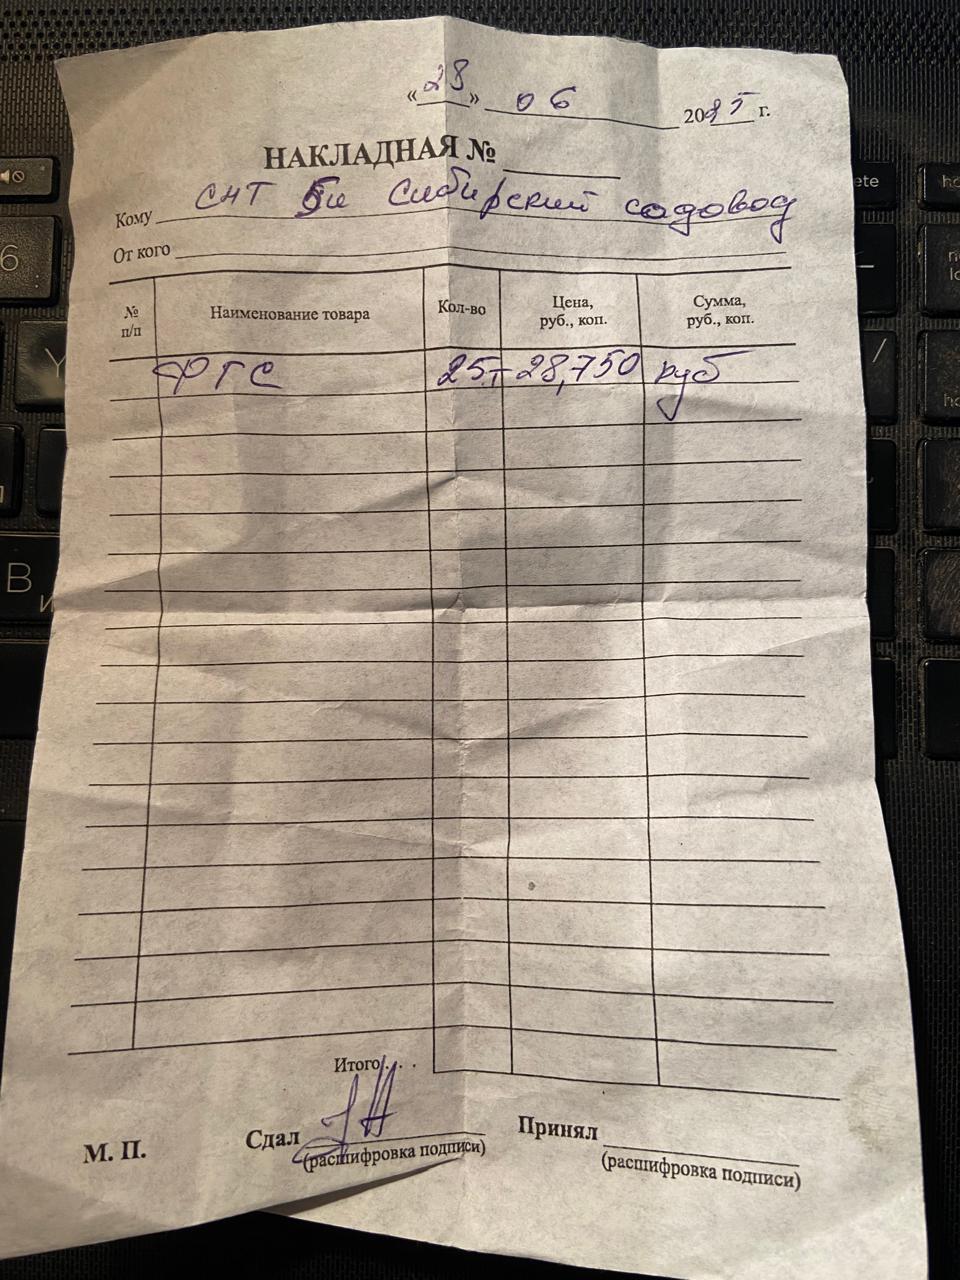 «28» 06 2025 г.
НАКЛАДНАЯ №
Кому СНТ Сибирский садовод
От кого
№ п/п Наименование товара Кол-во Цена, руб., коп. Сумма, руб., коп.
ФГС 25т 28,750 руб
Итого
М. П. Сдал Принял
(расшифровка подписи) (расшифровка подписи)